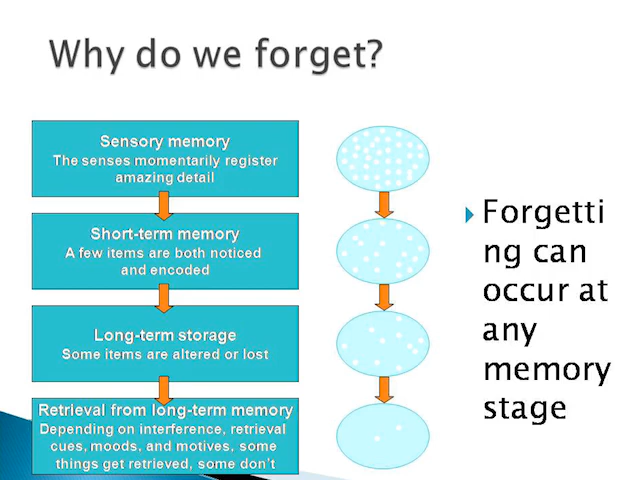 Why do we forget?
Sensory memory
The senses momentarily register
amazing detail
Short-term memory
A few items are both noticed
and encoded
Long-term storage
Some items are altered or lost
Retrieval from long-term memory
Depending on interference, retrieval
cues, moods, and motives, some
things get retrieved, some don't
Forgetti
ng can
occur at
any
memory
stage